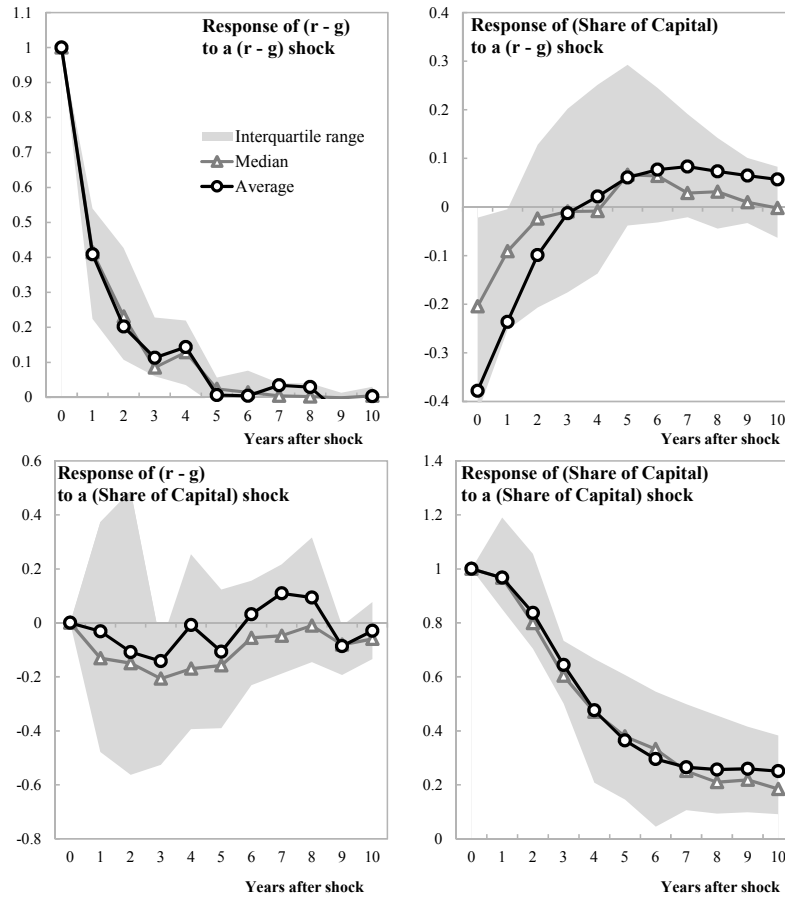 Response of (r - g)
to a (r - g) shock
1.1
1
0.9
0.8
0.7
0.6
0.5
0.4
0.3
0.2
0.1
0
Interquartile range
Median
Average
0 1 2 3 4 5 6 7 8 9 10
Years after shock
Response of (Share of Capital)
to a (r - g) shock
0.4
0.3
0.2
0.1
0
-0.1
-0.2
-0.3
-0.4
0 1 2 3 4 5 6 7 8 9 10
Years after shock
Response of (r - g)
to a (Share of Capital) shock
0.6
0.4
0.2
0
-0.2
-0.4
-0.6
-0.8
0 1 2 3 4 5 6 7 8 9 10
Years after shock
Response of (Share of Capital)
to a (Share of Capital) shock
1.4
1.2
1
0.8
0.6
0.4
0.2
0
0 1 2 3 4 5 6 7 8 9 10
Years after shock